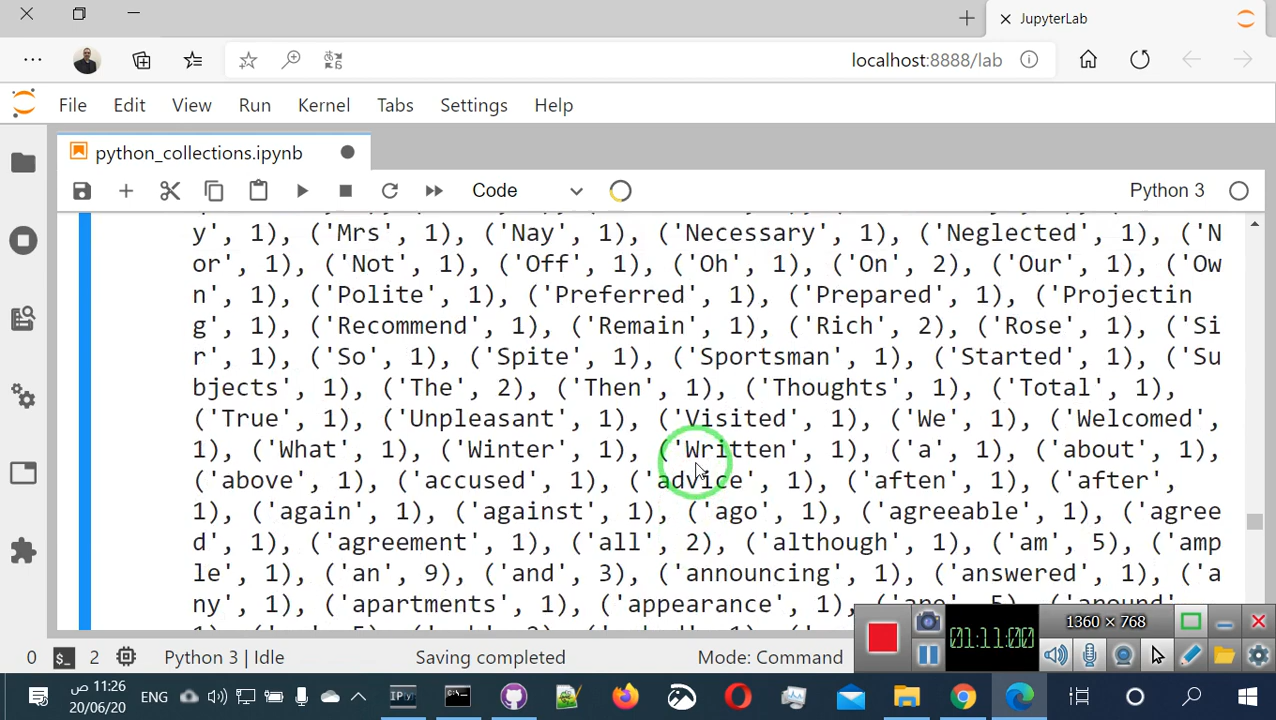 JupyterLab
localhost:8888/lab
File Edit View Run Kernel Tabs Settings Help
python_collections.ipynb
Code Python 3
y', 1), ('Mrs', 1), ('Nay', 1), ('Necessary', 1), ('Neglected', 1), ('N
or', 1), ('Not', 1), ('Off', 1), ('Oh', 1), ('On', 2), ('Our', 1), ('Ow
n', 1), ('Polite', 1), ('Preferred', 1), ('Prepared', 1), ('Projectin
g', 1), ('Recommend', 1), ('Remain', 1), ('Rich', 2), ('Rose', 1), ('Si
r', 1), ('So', 1), ('Spite', 1), ('Sportsman', 1), ('Started', 1), ('Su
bjects', 1), ('The', 2), ('Then', 1), ('Thoughts', 1), ('Total', 1),
('True', 1), ('Unpleasant', 1), ('Visited', 1), ('We', 1), ('Welcomed',
1), ('What', 1), ('Winter', 1), ('Written', 1), ('a', 1), ('about', 1),
('above', 1), ('accused', 1), ('advice', 1), ('aften', 1), ('after',
1), ('again', 1), ('against', 1), ('ago', 1), ('agreeable', 1), ('agree
d', 1), ('agreement', 1), ('all', 2), ('although', 1), ('am', 5), ('amp
le', 1), ('an', 9), ('and', 3), ('announcing', 1), ('answered', 1), ('a
ny', 1), ('apartments', 1), ('appearance', 1), ('are', 5), ('around',
1360 × 768
01:11:00
0 2 Python 3 | Idle Saving completed Mode: Command
11:26 ص
ENG
20/06/20